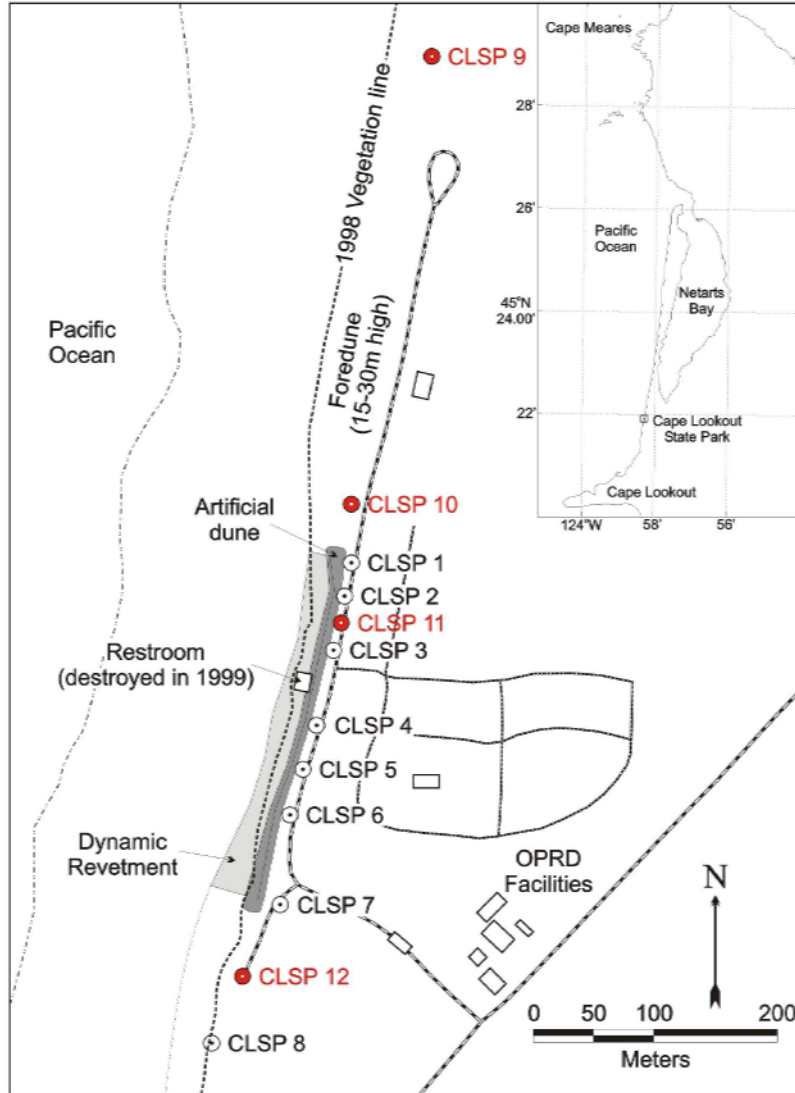 CLSP 9
1998 Vegetation line
Pacific
Ocean
Foredune
(15-30m high)
CLSP 10
Artificial
dune
CLSP 1
CLSP 2
CLSP 11
CLSP 3
Restroom
(destroyed in 1999)
CLSP 4
CLSP 5
CLSP 6
Dynamic
Revetment
OPRD
Facilities
CLSP 7
CLSP 12
CLSP 8
N
0 50 100 200
Meters
Cape Meares
28'
26'
Pacific
Ocean
Netarts
Bay
45°N
24.00'
22'
Cape Lookout
State Park
Cape Lookout
124°W 58' 56'